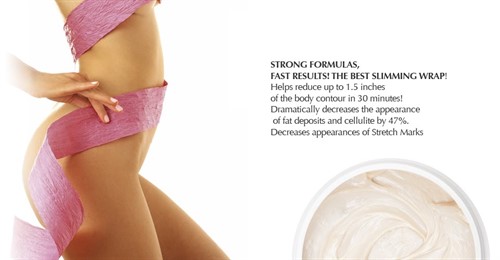 STRONG FORMULAS,
FAST RESULTS! THE BEST SLIMMING WRAP!
Helps reduce up to 1.5 inches
of the body contour in 30 minutes!
Dramatically decreases the appearance
of fat deposits and cellulite by 47%.
Decreases appearances of Stretch Marks